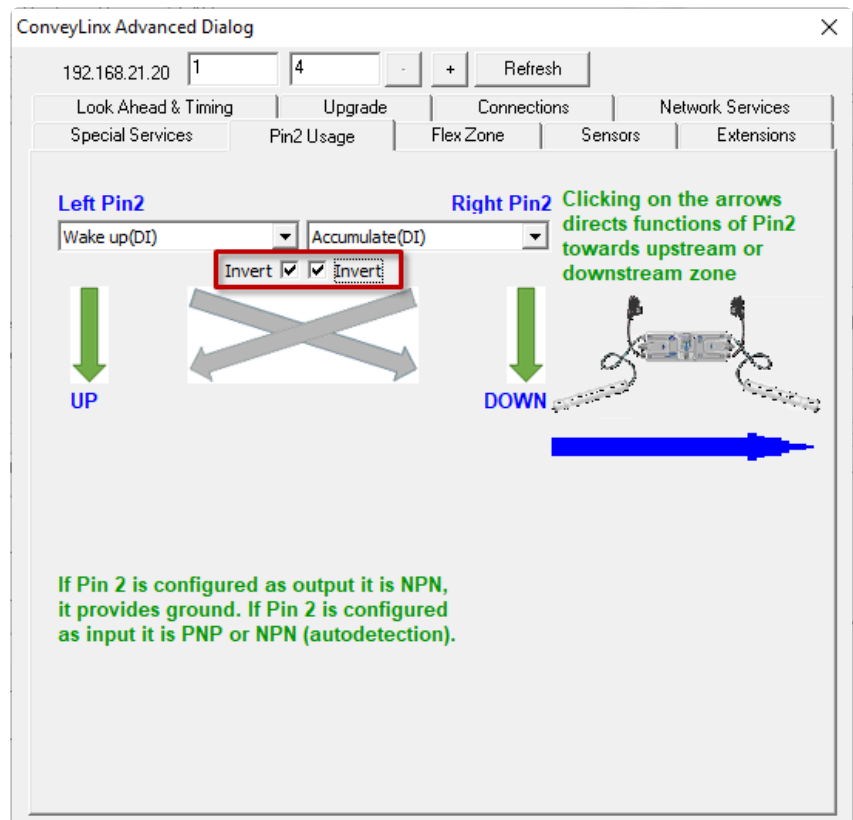 ConveyLinx Advanced Dialog
192.168.21.20 1 4 - + Refresh
Look Ahead & Timing Upgrade Connections Network Services
Special Services Pin2 Usage Flex Zone Sensors Extensions
Left Pin2 Right Pin2
Wake up(DI) Accumulate(DI)
Invert Invert
Clicking on the arrows
directs functions of Pin2
towards upstream or
downstream zone
UP DOWN
If Pin 2 is configured as output it is NPN,
it provides ground. If Pin 2 is configured
as input it is PNP or NPN (autodetection).